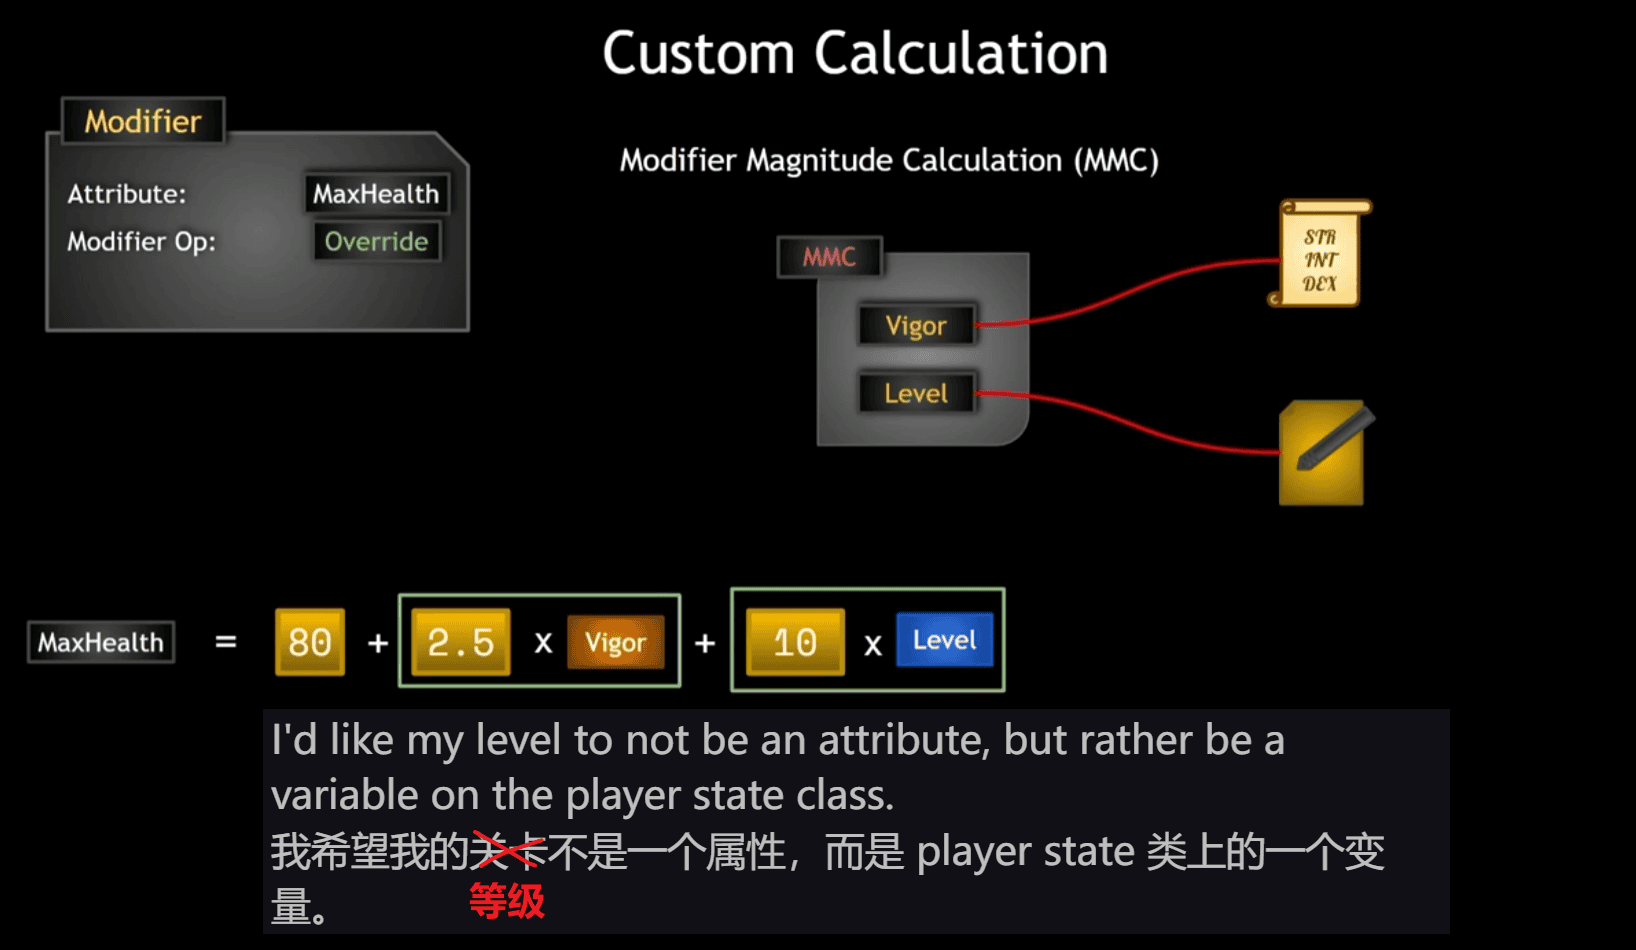 Custom Calculation
Modifier
Attribute: MaxHealth
Modifier Op: Override
Modifier Magnitude Calculation (MMC)
MMC
Vigor
Level
STR
INT
DEX
MaxHealth = 80 + 2.5 x Vigor + 10 x Level
I'd like my level to not be an attribute, but rather be a
variable on the player state class.
我希望我的关卡不是一个属性，而是 player state 类上的一个变
量。
等级